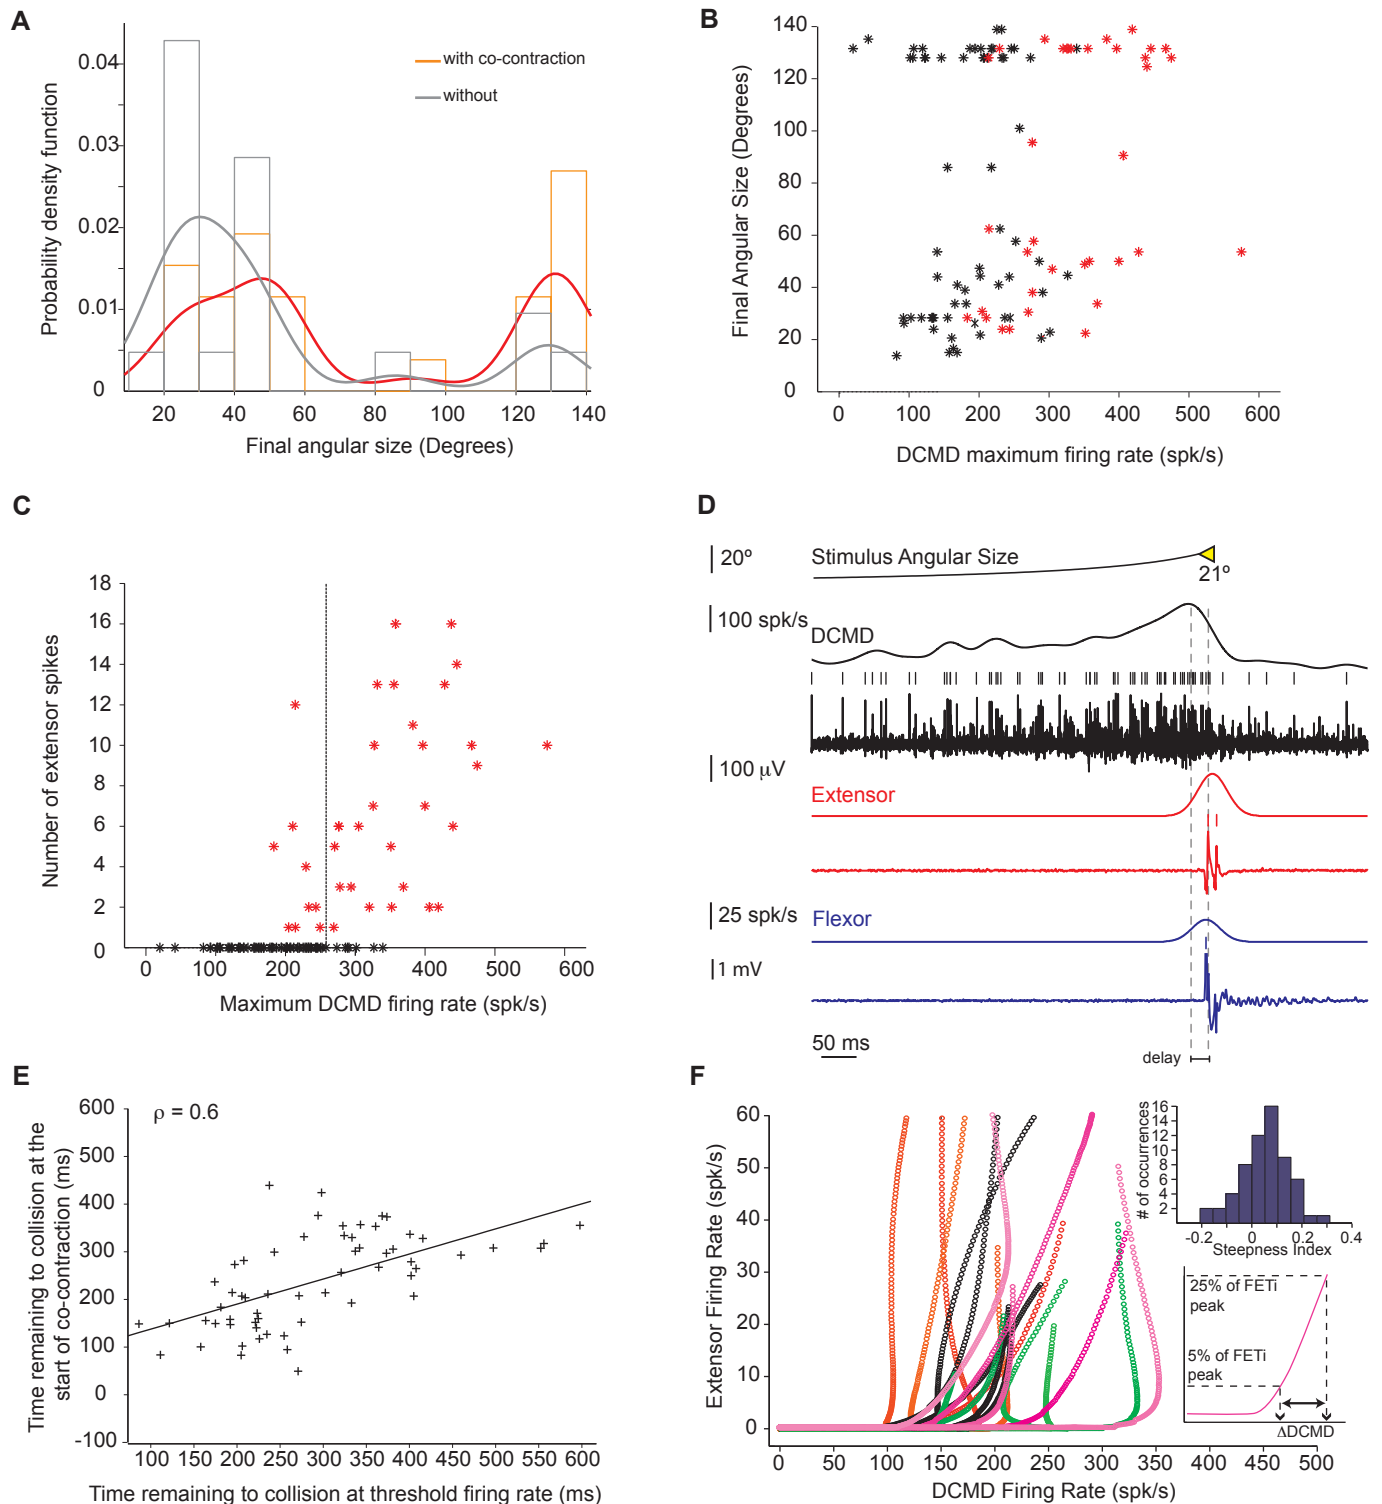 A
0.04
0.03
0.02
0.01
0
Probability density function
with co-contraction
without
20 40 60 80 100 120 140
Final angular size (Degrees)
B
140
120
100
80
60
40
20
0
Final Angular Size (Degrees)
0 100 200 300 400 500 600
DCMD maximum firing rate (spk/s)
C
18
16
14
12
10
8
6
4
2
0
Number of extensor spikes
0 100 200 300 400 500 600
Maximum DCMD firing rate (spk/s)
D
20º
Stimulus Angular Size
21º
100 spk/s
DCMD
100 µV
Extensor
25 spk/s
Flexor
1 mV
50 ms
delay
E
ρ = 0.6
600
500
400
300
200
100
0
-100
Time remaining to collision at the
start of co-contraction (ms)
100 150 200 250 300 350 400 450 500 550 600
Time remaining to collision at threshold firing rate (ms)
F
60
50
40
30
20
10
0
Extensor Firing Rate (spk/s)
0 50 100 150 200 250 300 350 400 450 500
DCMD Firing Rate (spk/s)
16
14
12
10
8
6
4
2
# of occurrences
-0.2 0 0.2 0.4
Steepness Index
25% of FETi
peak
5% of FETi
peak
ΔDCMD